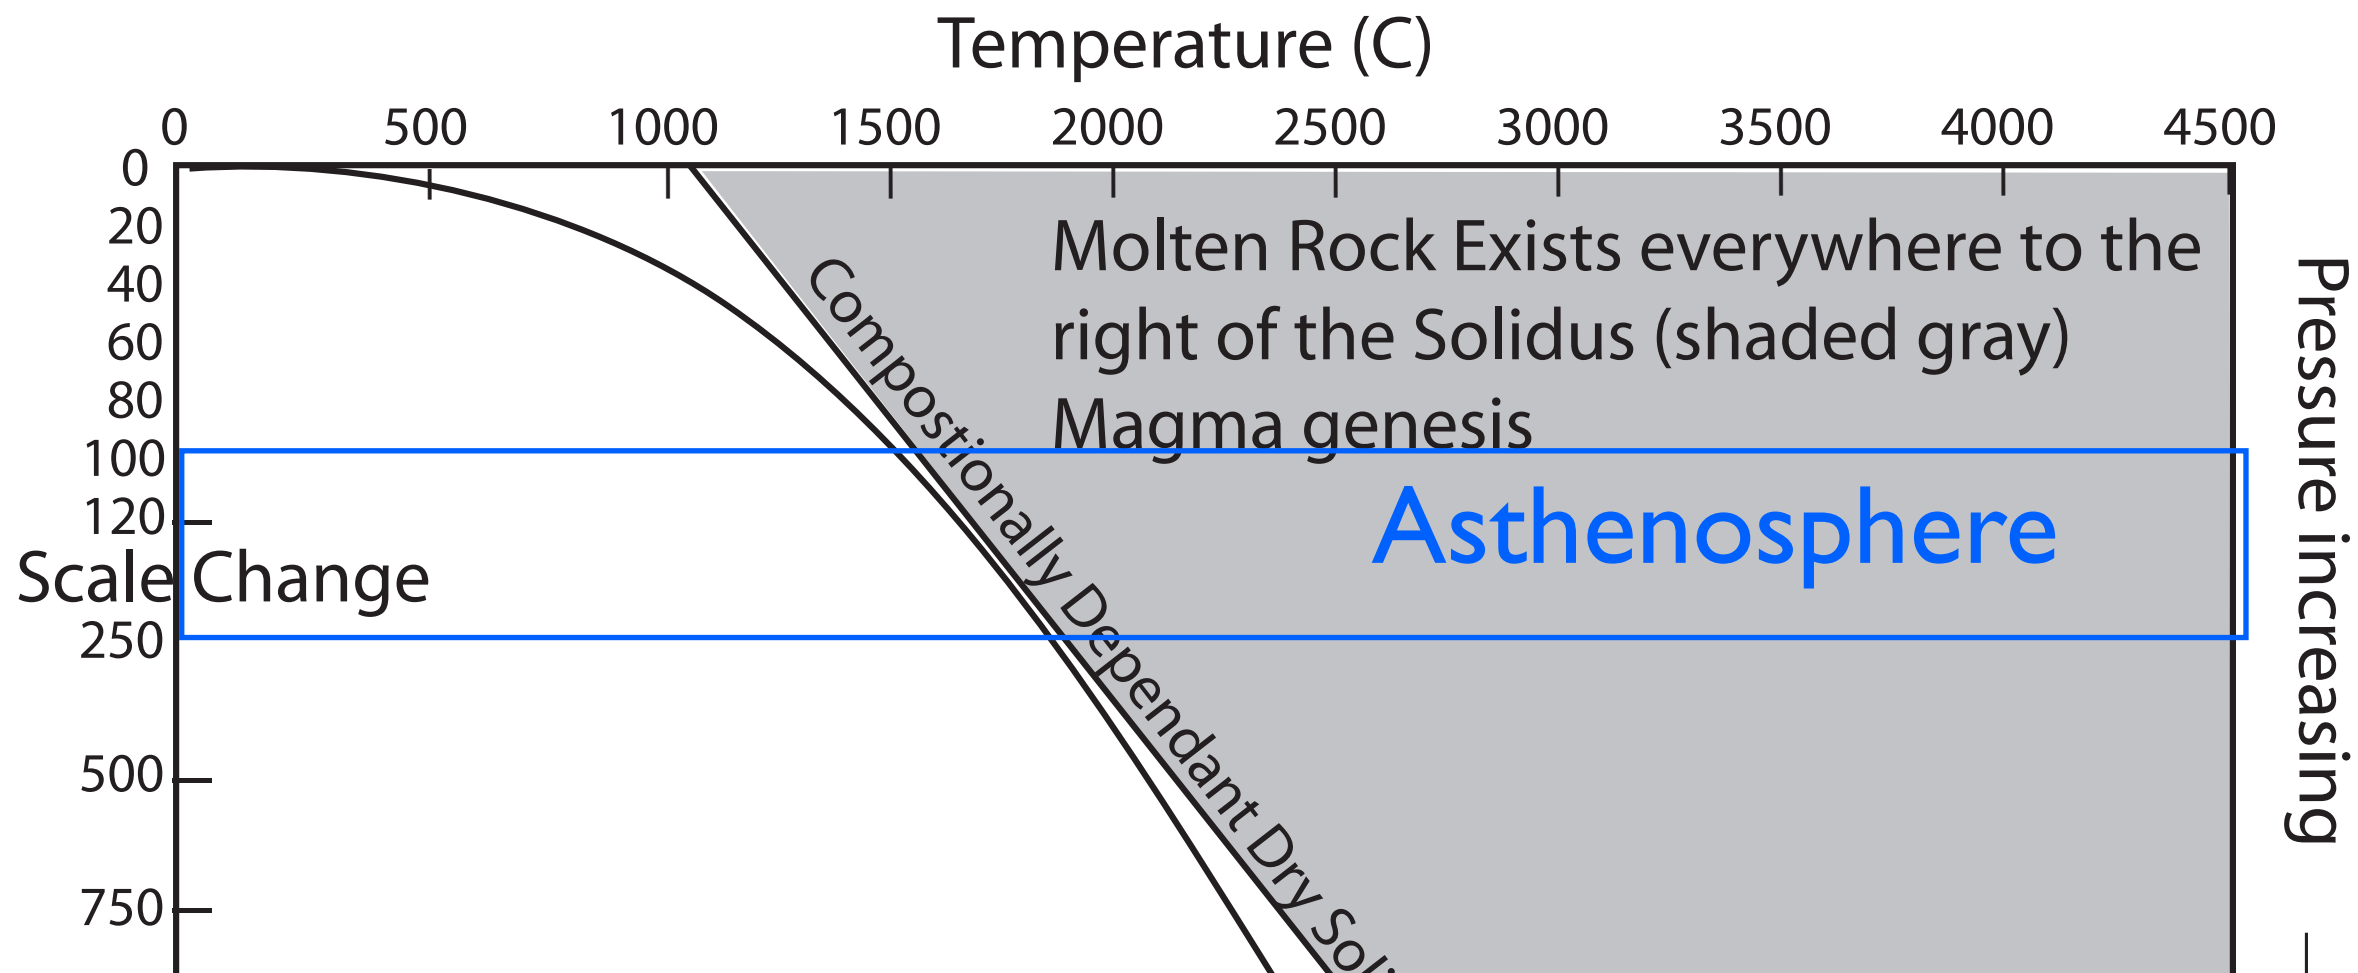 Temperature (C)
0 500 1000 1500 2000 2500 3000 3500 4000 4500
0
20
40
60
80
100
120
Scale Change
250
500
750
Molten Rock Exists everywhere to the
right of the Solidus (shaded gray)
Magma genesis
Asthenosphere
Compostionally Dependant Dry Soli
Pressure increasing